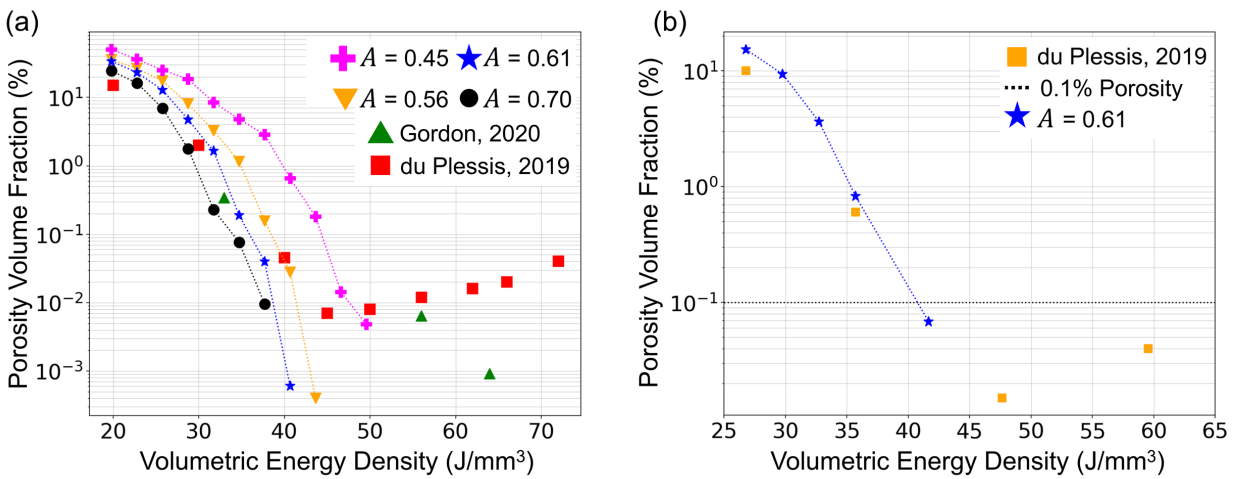 (a)
Porosity Volume Fraction (%)
10¹
10⁰
10⁻¹
10⁻²
10⁻³
A = 0.45
A = 0.61
A = 0.56
A = 0.70
Gordon, 2020
du Plessis, 2019
20 30 40 50 60 70
Volumetric Energy Density (J/mm³)
(b)
Porosity Volume Fraction (%)
10¹
10⁰
10⁻¹
du Plessis, 2019
0.1% Porosity
A = 0.61
25 30 35 40 45 50 55 60 65
Volumetric Energy Density (J/mm³)